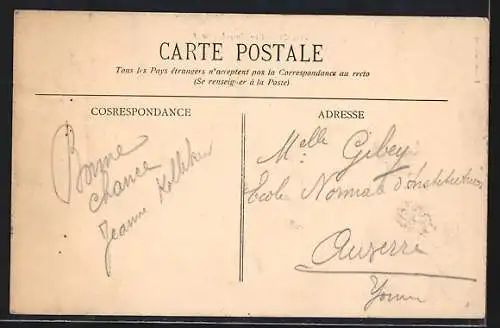 CARTE POSTALE
Tous les Pays étrangers n'acceptent pas la Correspondance au recto
(Se renseigner à la Poste)
COSRESPONDANCE
Bonne
chance
Jeanne
ADRESSE
Melle Gibey
Ecole Normale d'Institutrices
Auxerre
Yonne